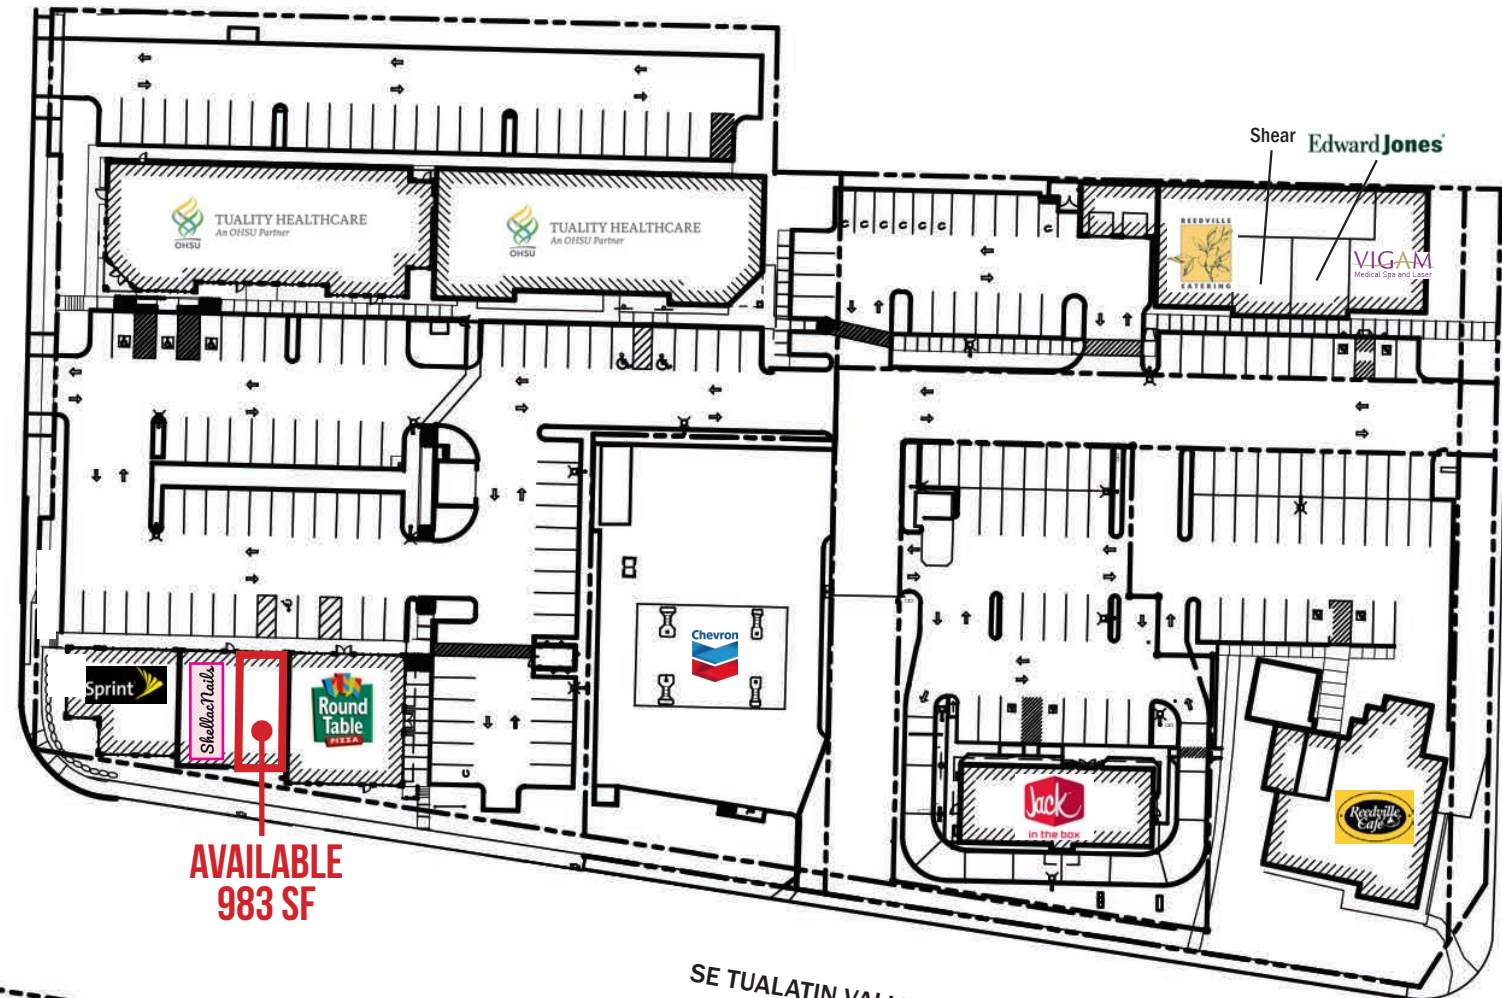 Shear
Edward Jones
TUALITY HEALTHCARE
An OHSU Partner
OHSU
TUALITY HEALTHCARE
An OHSU Partner
OHSU
REEDVILLE
CATERING
VIGAM
Medical Spa and Laser
Chevron
Sprint
ShellacNails
Round
Table
PIZZA
Jack
in the box
Reedville
Cafe
AVAILABLE
983 SF
SE TUALATIN